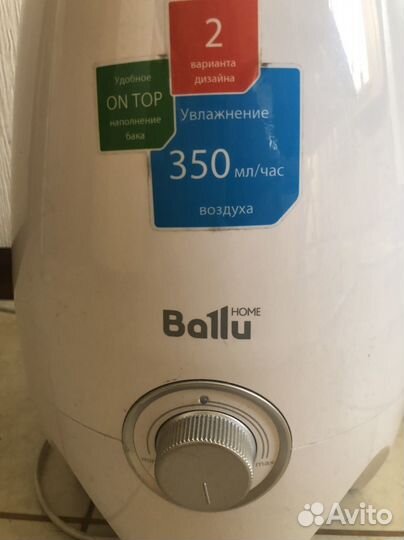 2
варианта
дизайна
Удобное
ON TOP
наполнение
бака
Увлажнение
350 мл/час
воздуха
Ballu HOME
max
Avito